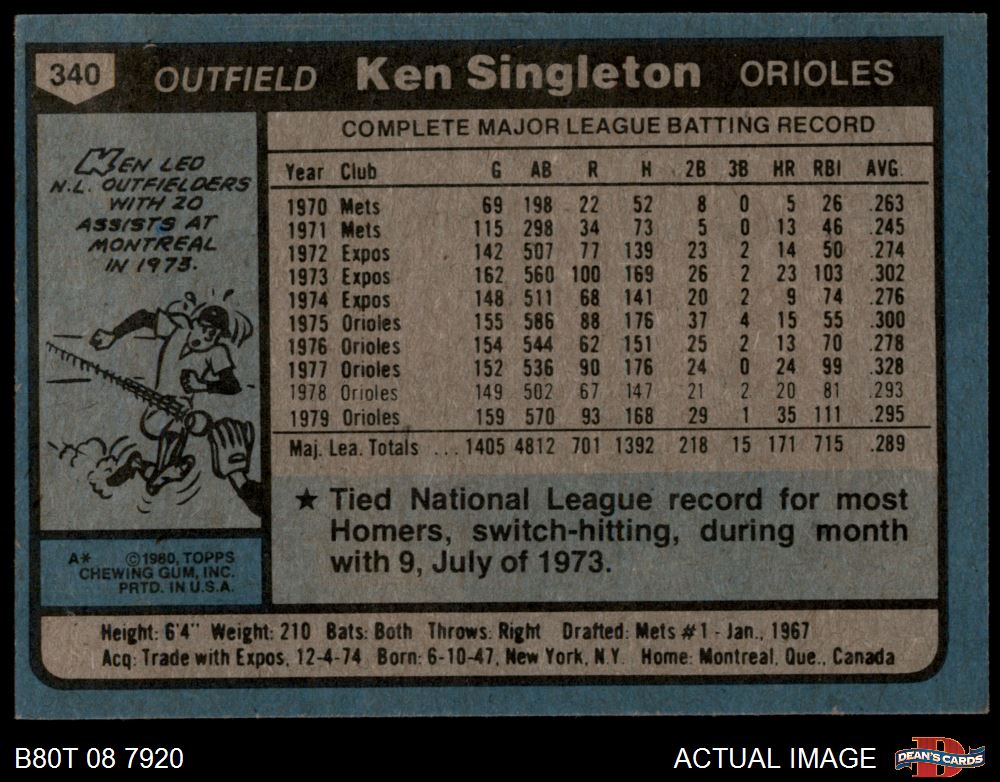 340 OUTFIELD Ken Singleton ORIOLES
KEN LED
N.L. OUTFIELDERS
WITH 20
ASSISTS AT
MONTREAL
IN 1973.
A* ©1980, TOPPS
CHEWING GUM, INC.
PRTD. IN U.S.A.
COMPLETE MAJOR LEAGUE BATTING RECORD
Year Club G AB R H 2B 3B HR RBI AVG.
1970 Mets 69 198 22 52 8 0 5 26 .263
1971 Mets 115 298 34 73 5 0 13 46 .245
1972 Expos 142 507 77 139 23 2 14 50 .274
1973 Expos 162 560 100 169 26 2 23 103 .302
1974 Expos 148 511 68 141 20 2 9 74 .276
1975 Orioles 155 586 88 176 37 4 15 55 .300
1976 Orioles 154 544 62 151 25 2 13 70 .278
1977 Orioles 152 536 90 176 24 0 24 99 .328
1978 Orioles 149 502 67 147 21 2 20 81 .293
1979 Orioles 159 570 93 168 29 1 35 111 .295
Maj. Lea. Totals ... 1405 4812 701 1392 218 15 171 715 .289
★ Tied National League record for most
Homers, switch-hitting, during month
with 9, July of 1973.
Height: 6'4" Weight: 210 Bats: Both Throws: Right Drafted: Mets #1 - Jan., 1967
Acq: Trade with Expos, 12-4-74 Born: 6-10-47, New York, N.Y. Home: Montreal, Que., Canada
B80T 08 7920 ACTUAL IMAGE DEAN'S CARDS